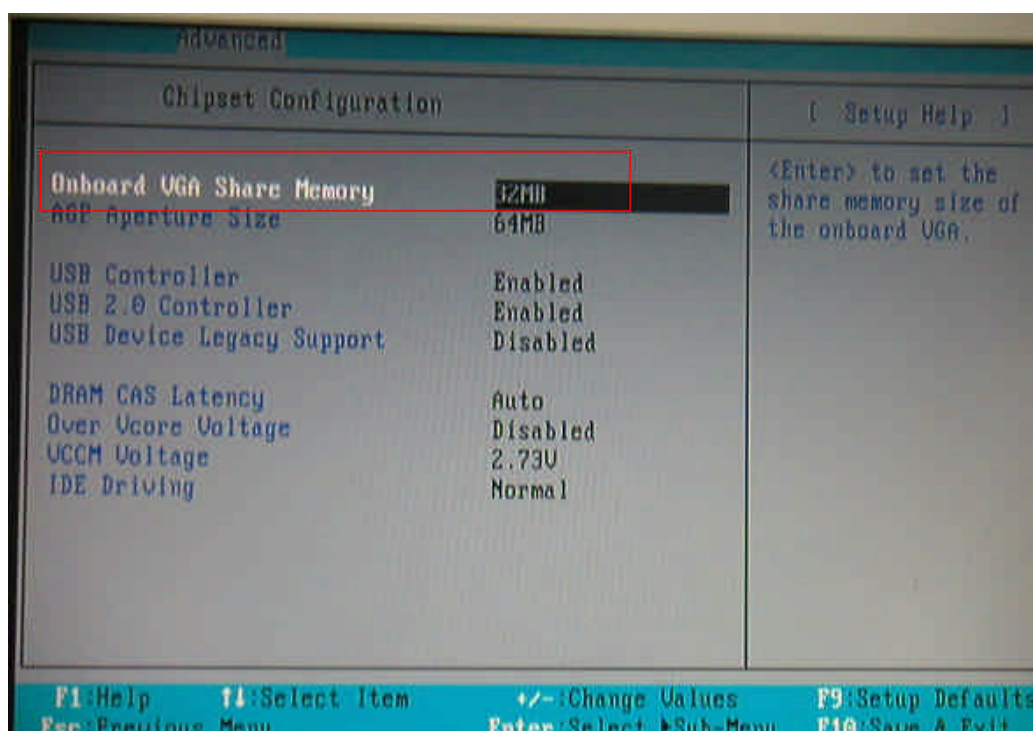 Advanced
Chipset Configuration
[ Setup Help ]
Onboard VGA Share Memory 32MB
AGP Aperture Size 64MB
USB Controller Enabled
USB 2.0 Controller Enabled
USB Device Legacy Support Disabled
DRAM CAS Latency Auto
Over Vcore Voltage Disabled
VCCM Voltage 2.73V
IDE Driving Normal
<Enter> to set the
share memory size of
the onboard VGA.
F1:Help ↑↓:Select Item +/-:Change Values F9:Setup Defaults
Esc:Previous Menu Enter:Select ►Sub-Menu F10:Save & Exit